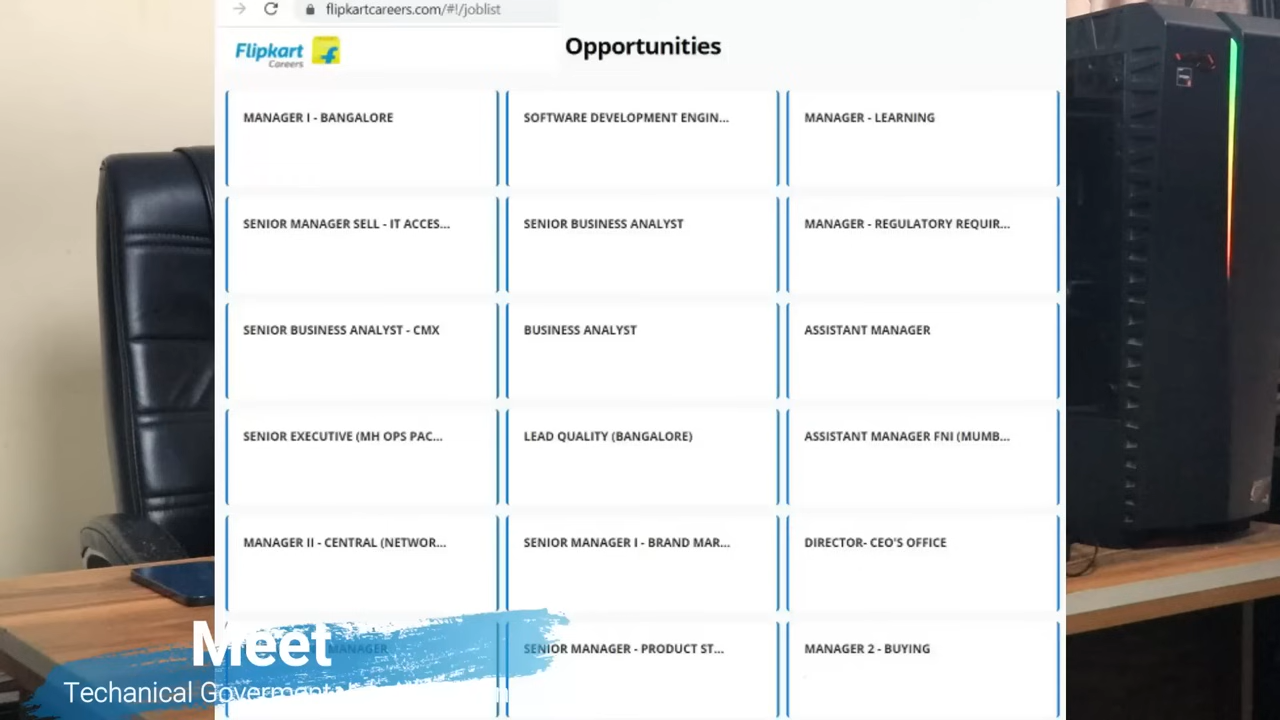 flipkartcareers.com/#!/joblist
Flipkart
Careers
Opportunities
MANAGER I - BANGALORE
SOFTWARE DEVELOPMENT ENGIN...
MANAGER - LEARNING
SENIOR MANAGER SELL - IT ACCES...
SENIOR BUSINESS ANALYST
MANAGER - REGULATORY REQUIR...
SENIOR BUSINESS ANALYST - CMX
BUSINESS ANALYST
ASSISTANT MANAGER
SENIOR EXECUTIVE (MH OPS PAC...
LEAD QUALITY (BANGALORE)
ASSISTANT MANAGER FNI (MUMB...
MANAGER II - CENTRAL (NETWOR...
SENIOR MANAGER I - BRAND MAR...
DIRECTOR- CEO'S OFFICE
MANAGER
SENIOR MANAGER - PRODUCT ST...
MANAGER 2 - BUYING
Meet
Techanical Goverment